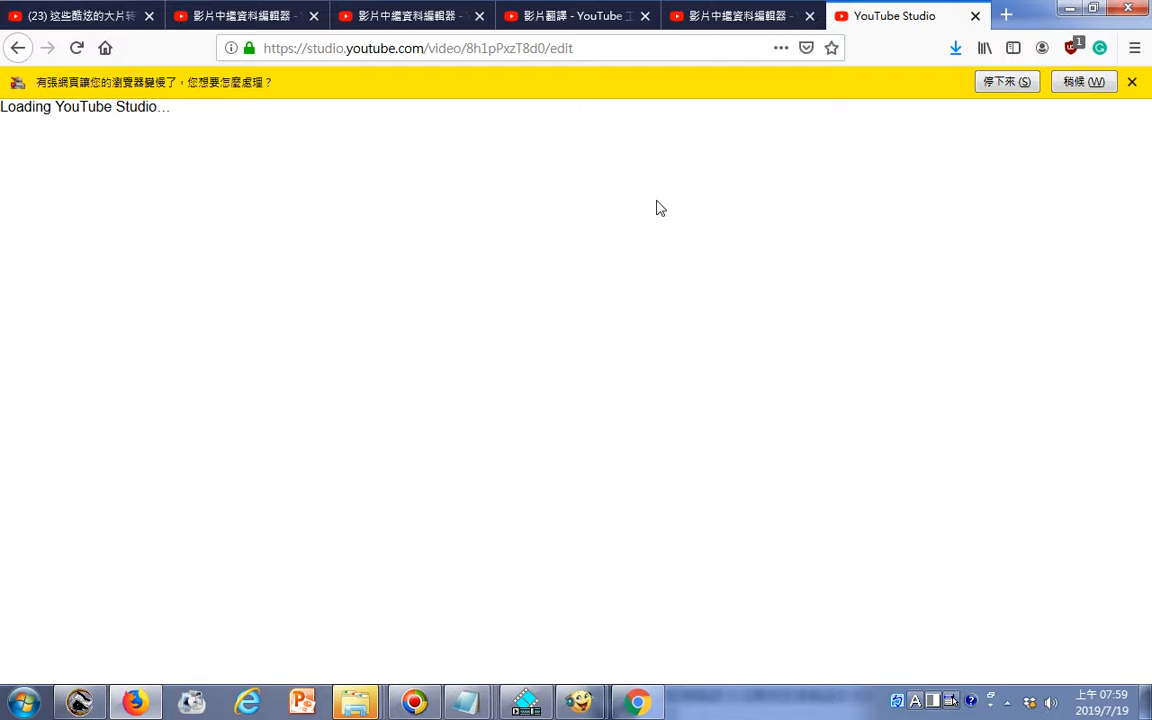 (23) 这些酷炫的大片转
影片中繼資料編輯器 -
影片中繼資料編輯器 -
影片翻譯 - YouTube 工
影片中繼資料編輯器 -
YouTube Studio
https://studio.youtube.com/video/8h1pPxzT8d0/edit
1
有張網頁讓您的瀏覽器變慢了，您想要怎麼處理？
停下來 (S)
稍候 (W)
Loading YouTube Studio…
A
上午 07:59
2019/7/19